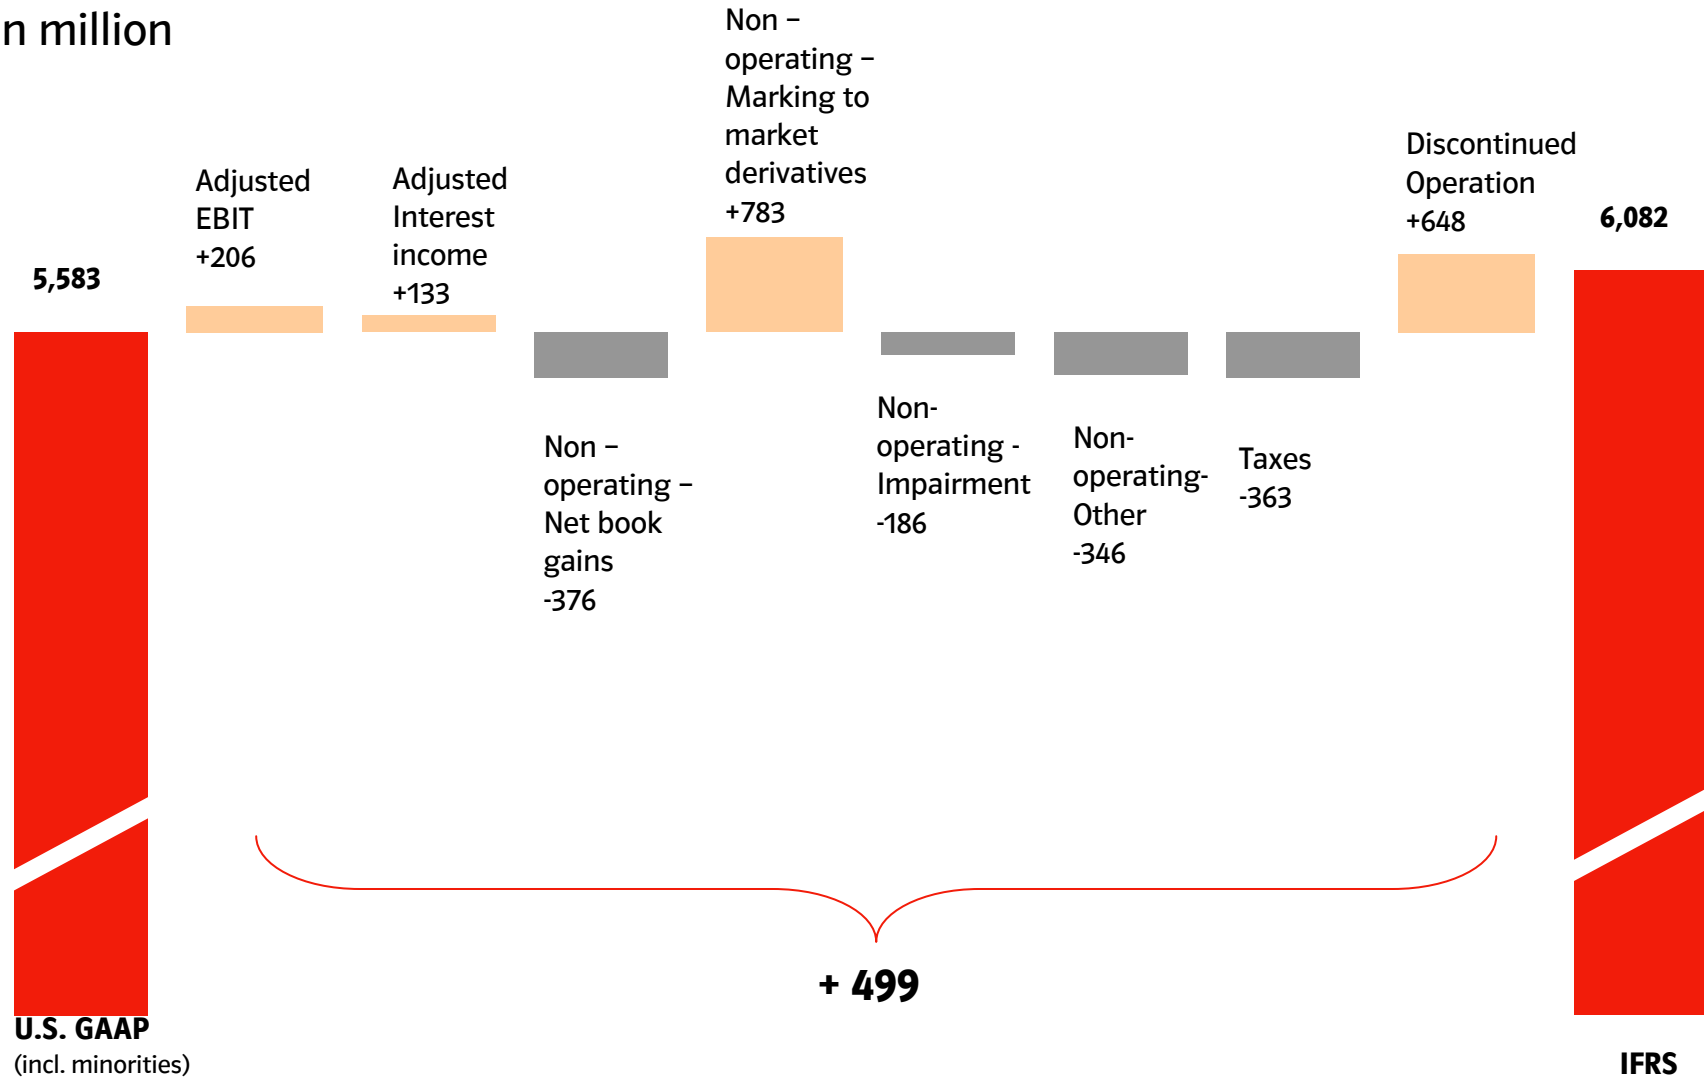 n million
5,583
Adjusted
EBIT
+206
Adjusted
Interest
income
+133
Non –
operating –
Net book
gains
-376
Non –
operating –
Marking to
market
derivatives
+783
Non-
operating -
Impairment
-186
Non-
operating-
Other
-346
Taxes
-363
Discontinued
Operation
+648
6,082
+ 499
U.S. GAAP
(incl. minorities)
IFRS